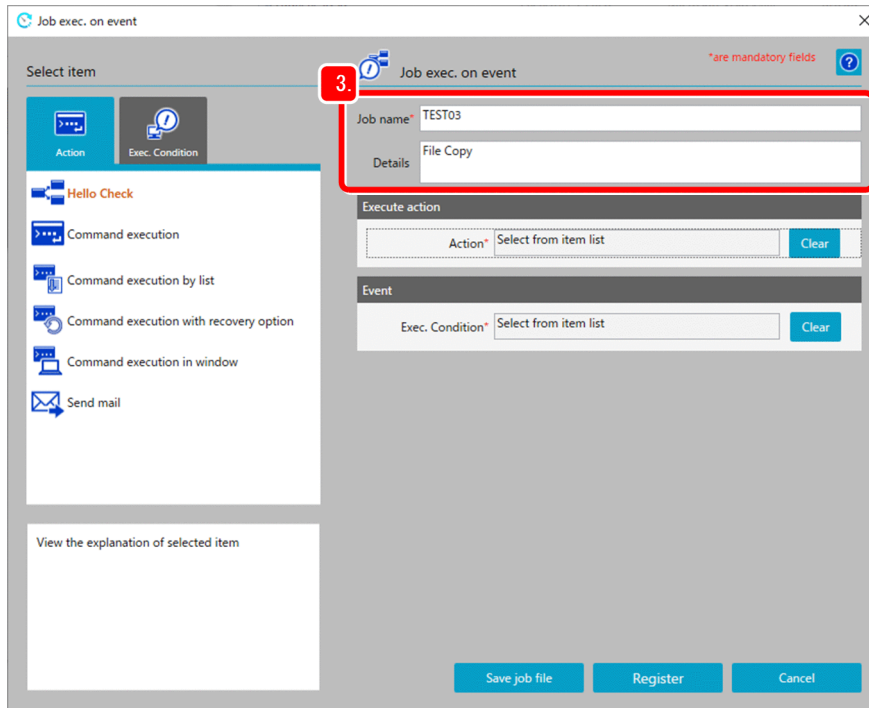 Job exec. on event
Select item
Job exec. on event
*are mandatory fields
?
3.
Action
Exec. Condition
Job name*
TEST03
Details
File Copy
Hello Check
Command execution
Command execution by list
Command execution with recovery option
Command execution in window
Send mail
Execute action
Action*
Select from item list
Clear
Event
Exec. Condition*
Select from item list
Clear
View the explanation of selected item
Save job file
Register
Cancel